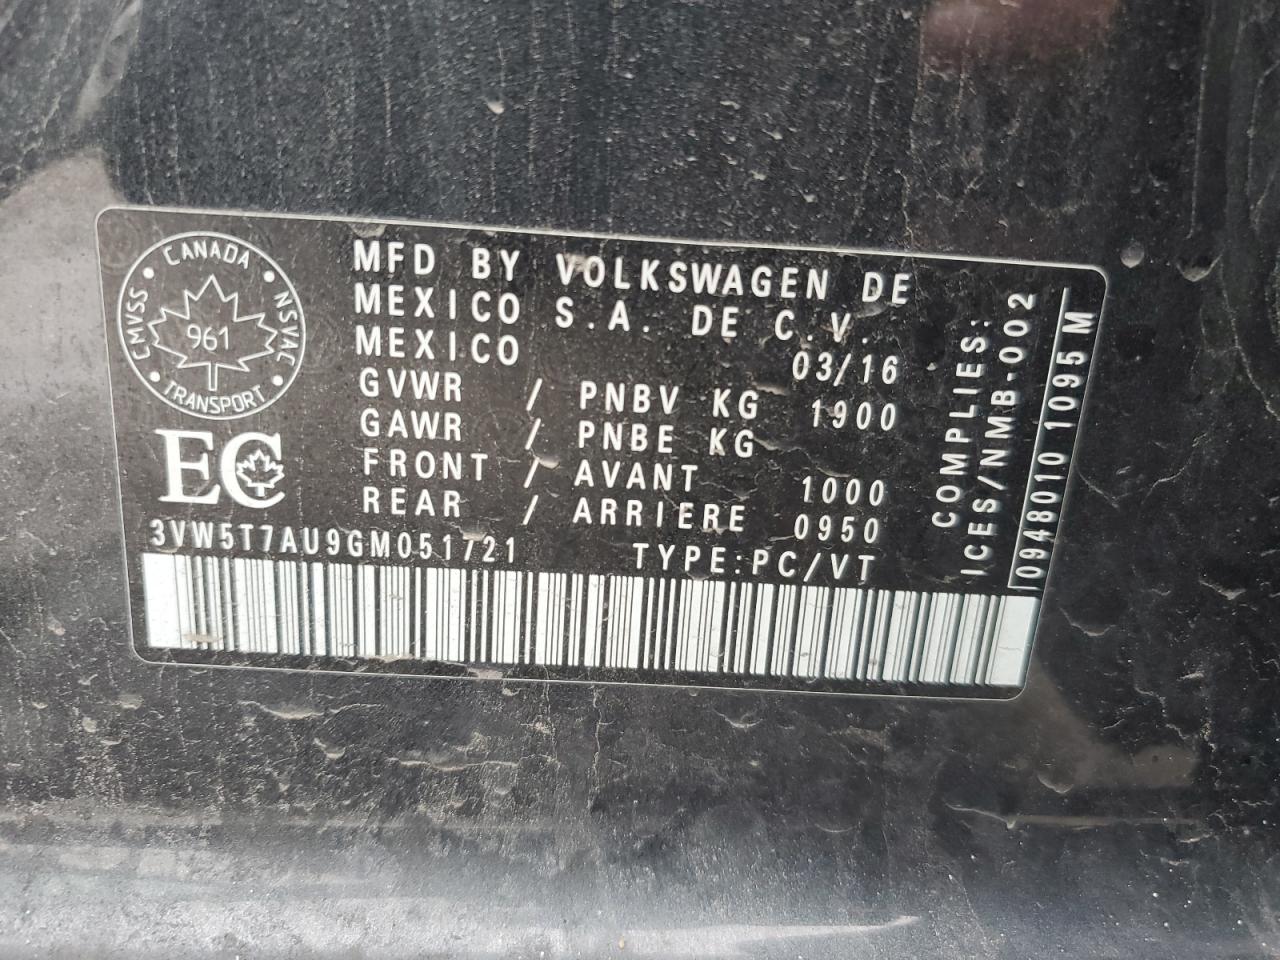 CANADA
CMVSS
NSVAC
961
TRANSPORT
EC
MFD BY VOLKSWAGEN DE
MEXICO S.A. DE C.V.
MEXICO 03/16
GVWR / PNBV KG 1900
GAWR / PNBE KG
FRONT / AVANT 1000
REAR / ARRIERE 0950
3VW5T7AU9GM051721 TYPE:PC/VT
COMPLIES:
ICES/NMB-002
0948010 1095 M